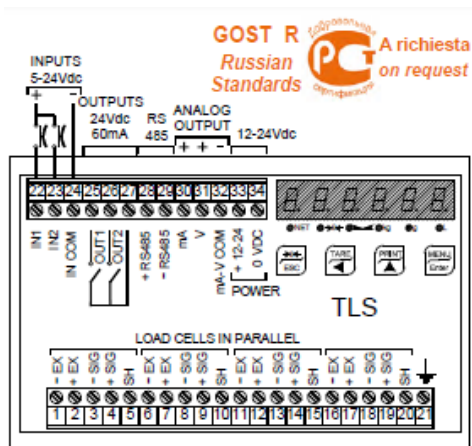 GOST R
Russian
Standards
Добровольная
РСТ
сертификация
A richiesta
on request
INPUTS
5-24Vdc
+ -
OUTPUTS
24Vdc
60mA
RS
485
ANALOG
OUTPUT
+ + -
12-24Vdc
22 23 24 25 26 27 28 29 30 31 32 33 34
IN1
IN2
IN COM
OUT1
OUT2
+ RS485
- RS485
mA
V
mA-V COM
+ 12-24
0 VDC
POWER
NET
kg
g
L
ESC
TARE
PRINT
MENU
Enter
TLS
LOAD CELLS IN PARALLEL
- EX + EX - SIG + SIG SH - EX + EX - SIG + SIG SH - EX + EX - SIG + SIG SH - EX + EX - SIG + SIG SH
1 2 3 4 5 6 7 8 9 10 11 12 13 14 15 16 17 18 19 20 21